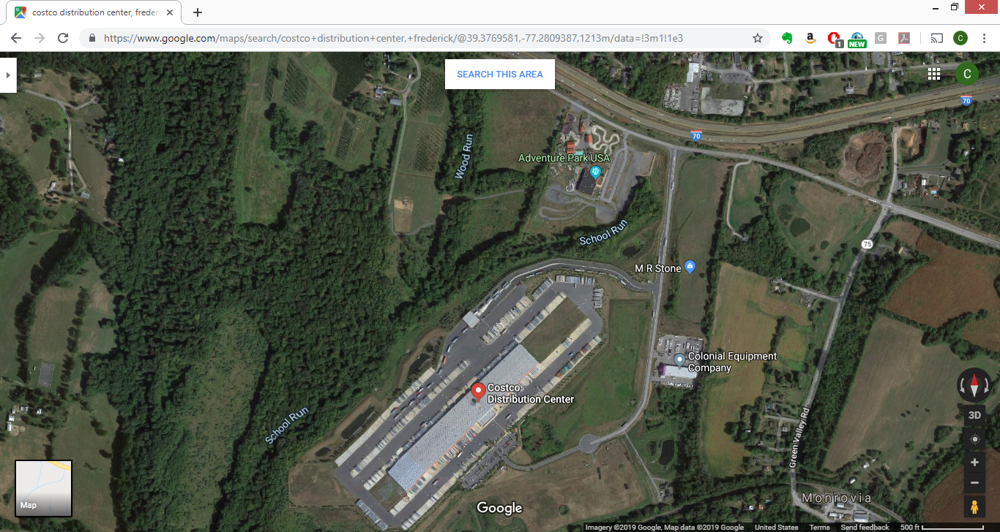 costco distribution center, freder
https://www.google.com/maps/search/costco+distribution+center,+frederick/@39.3769581,-77.2809387,1213m/data=!3m1!1e3
1
NEW
G
C
SEARCH THIS AREA
C
70
70
Wood Run
Adventure Park USA
School Run
75
M R Stone
Colonial Equipment
Company
Costco
Distribution Center
School Run
Green Valley Rd
3D
Monrovia
Map
Google
Imagery ©2019 Google, Map data ©2019 Google United States Terms Send feedback 500 ft